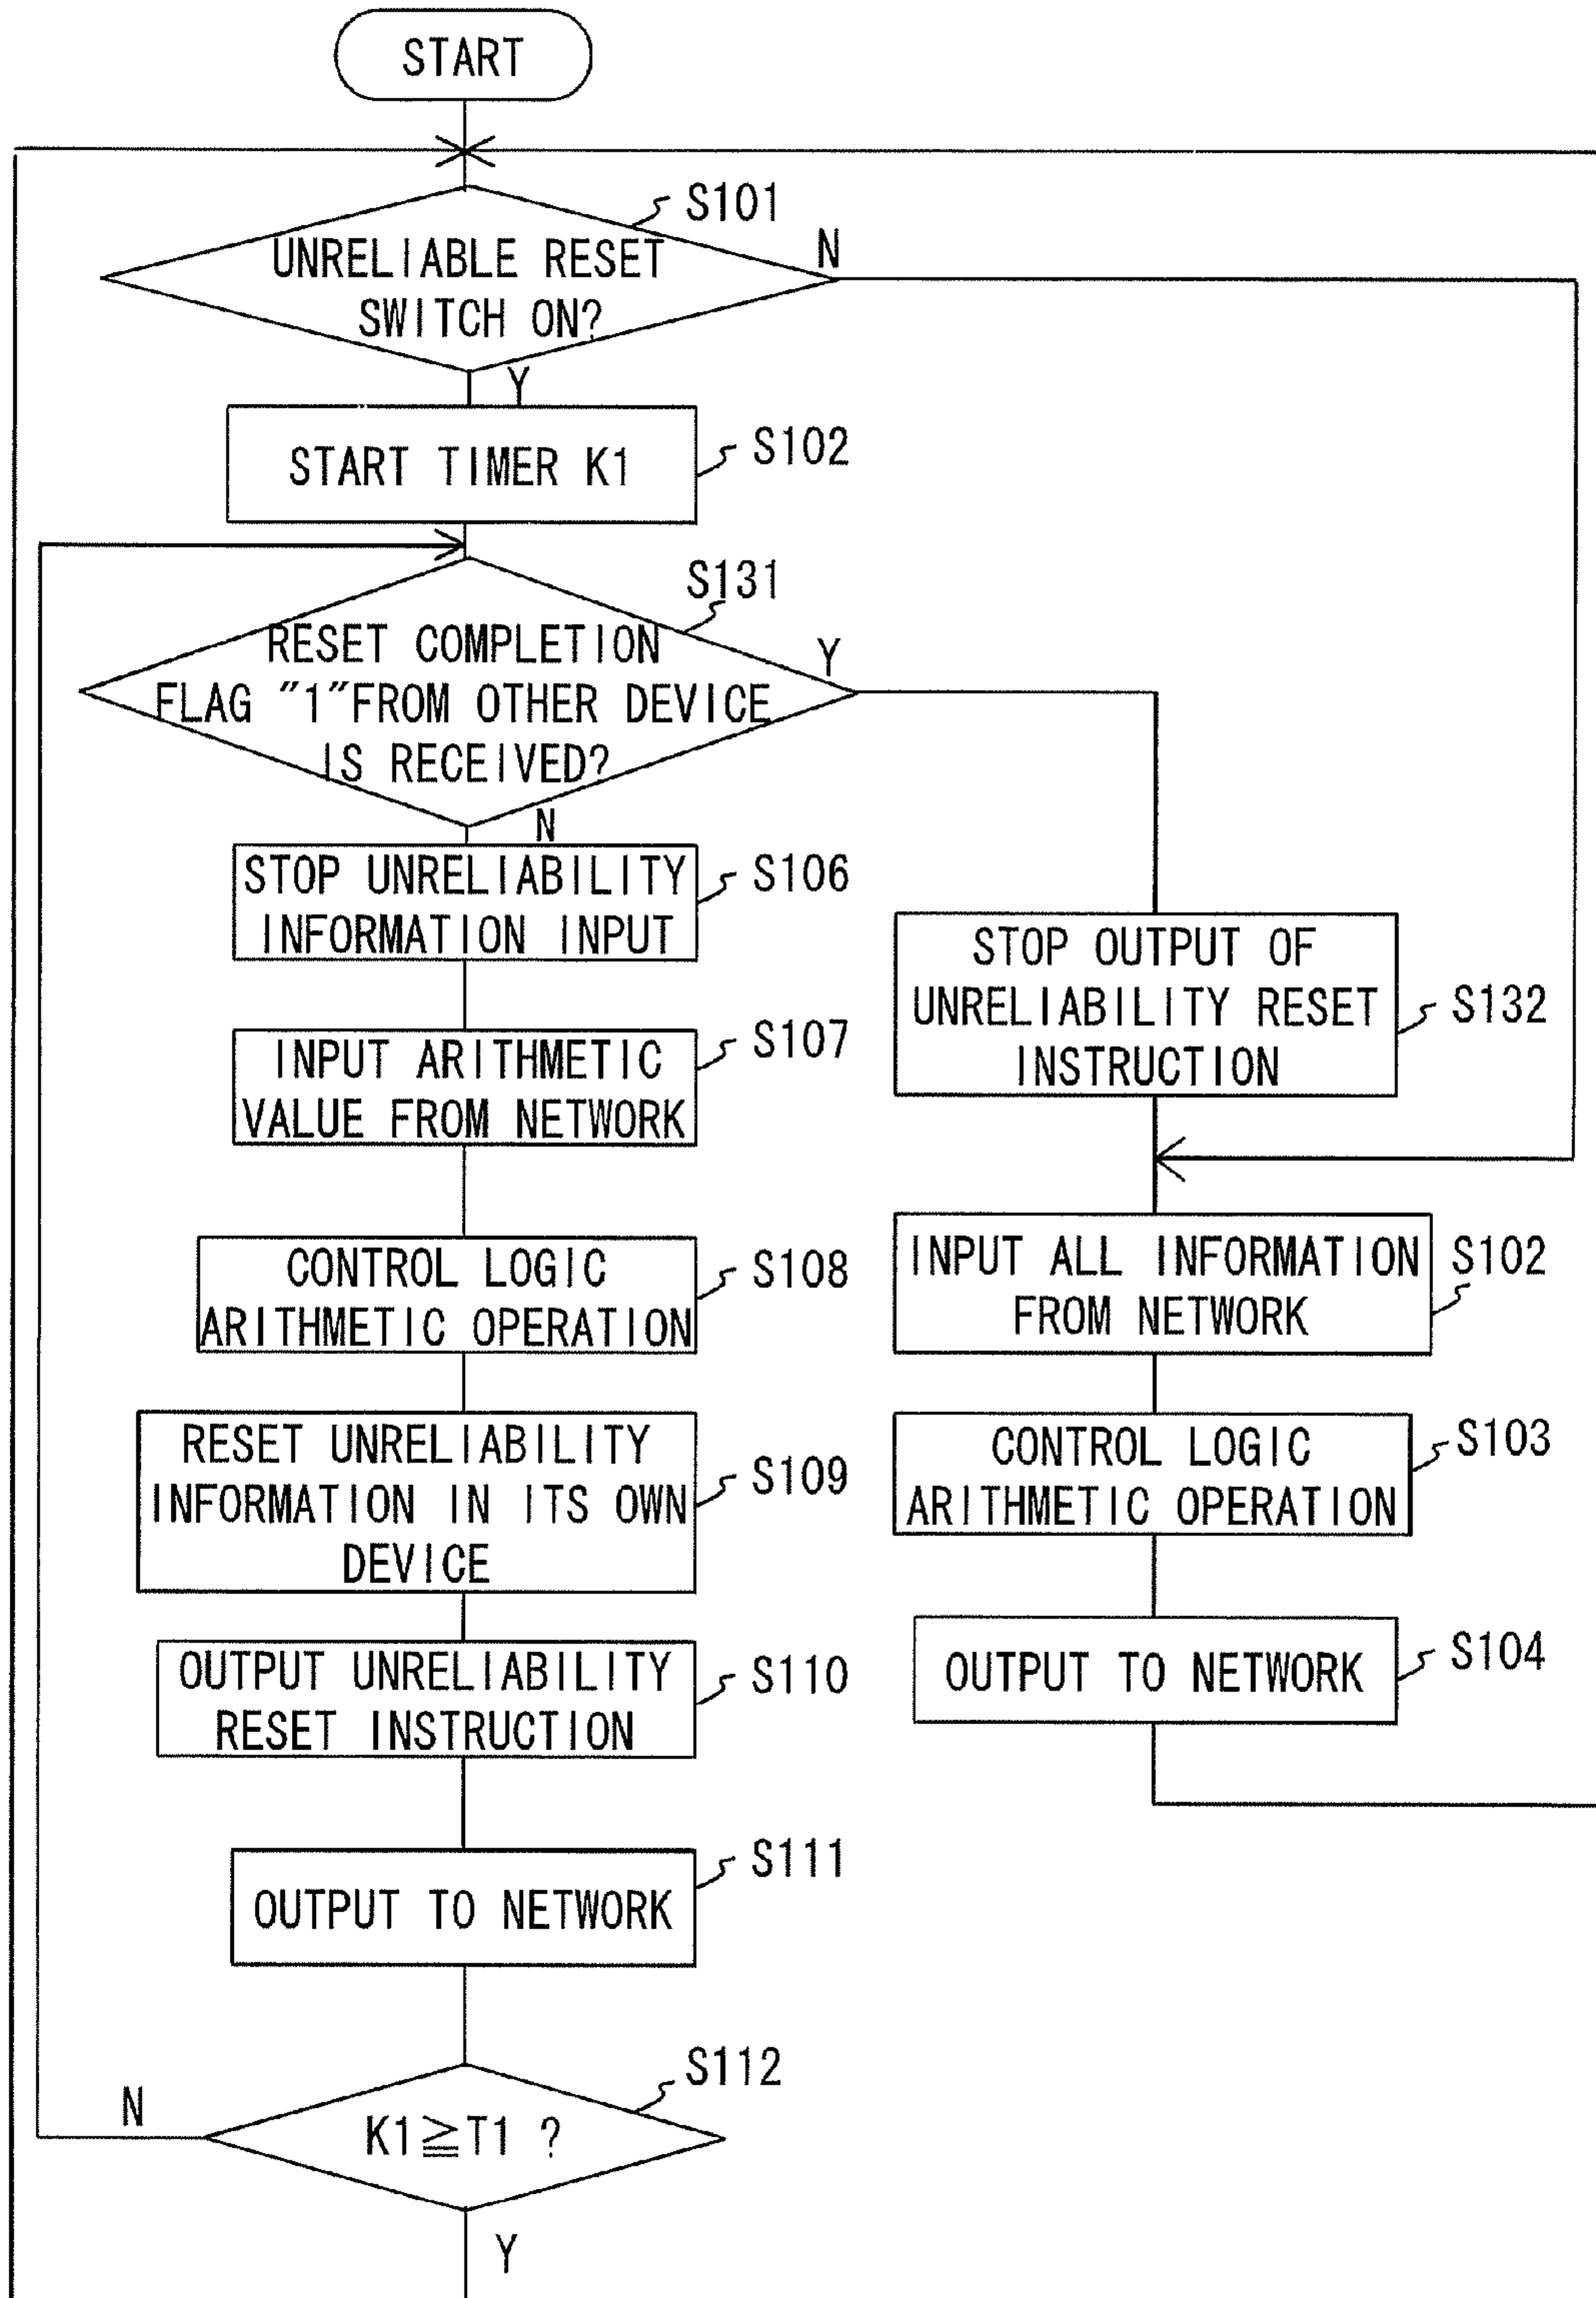 START
S101
UNRELIABLE RESET
SWITCH ON?
N
Y
START TIMER K1
S102
S131
RESET COMPLETION
FLAG "1"FROM OTHER DEVICE
IS RECEIVED?
Y
N
STOP UNRELIABILITY
INFORMATION INPUT
S106
INPUT ARITHMETIC
VALUE FROM NETWORK
S107
CONTROL LOGIC
ARITHMETIC OPERATION
S108
RESET UNRELIABILITY
INFORMATION IN ITS OWN
DEVICE
S109
OUTPUT UNRELIABILITY
RESET INSTRUCTION
S110
OUTPUT TO NETWORK
S111
S112
K1≧T1 ?
N
Y
STOP OUTPUT OF
UNRELIABILITY RESET
INSTRUCTION
S132
INPUT ALL INFORMATION
FROM NETWORK
S102
CONTROL LOGIC
ARITHMETIC OPERATION
S103
OUTPUT TO NETWORK
S104